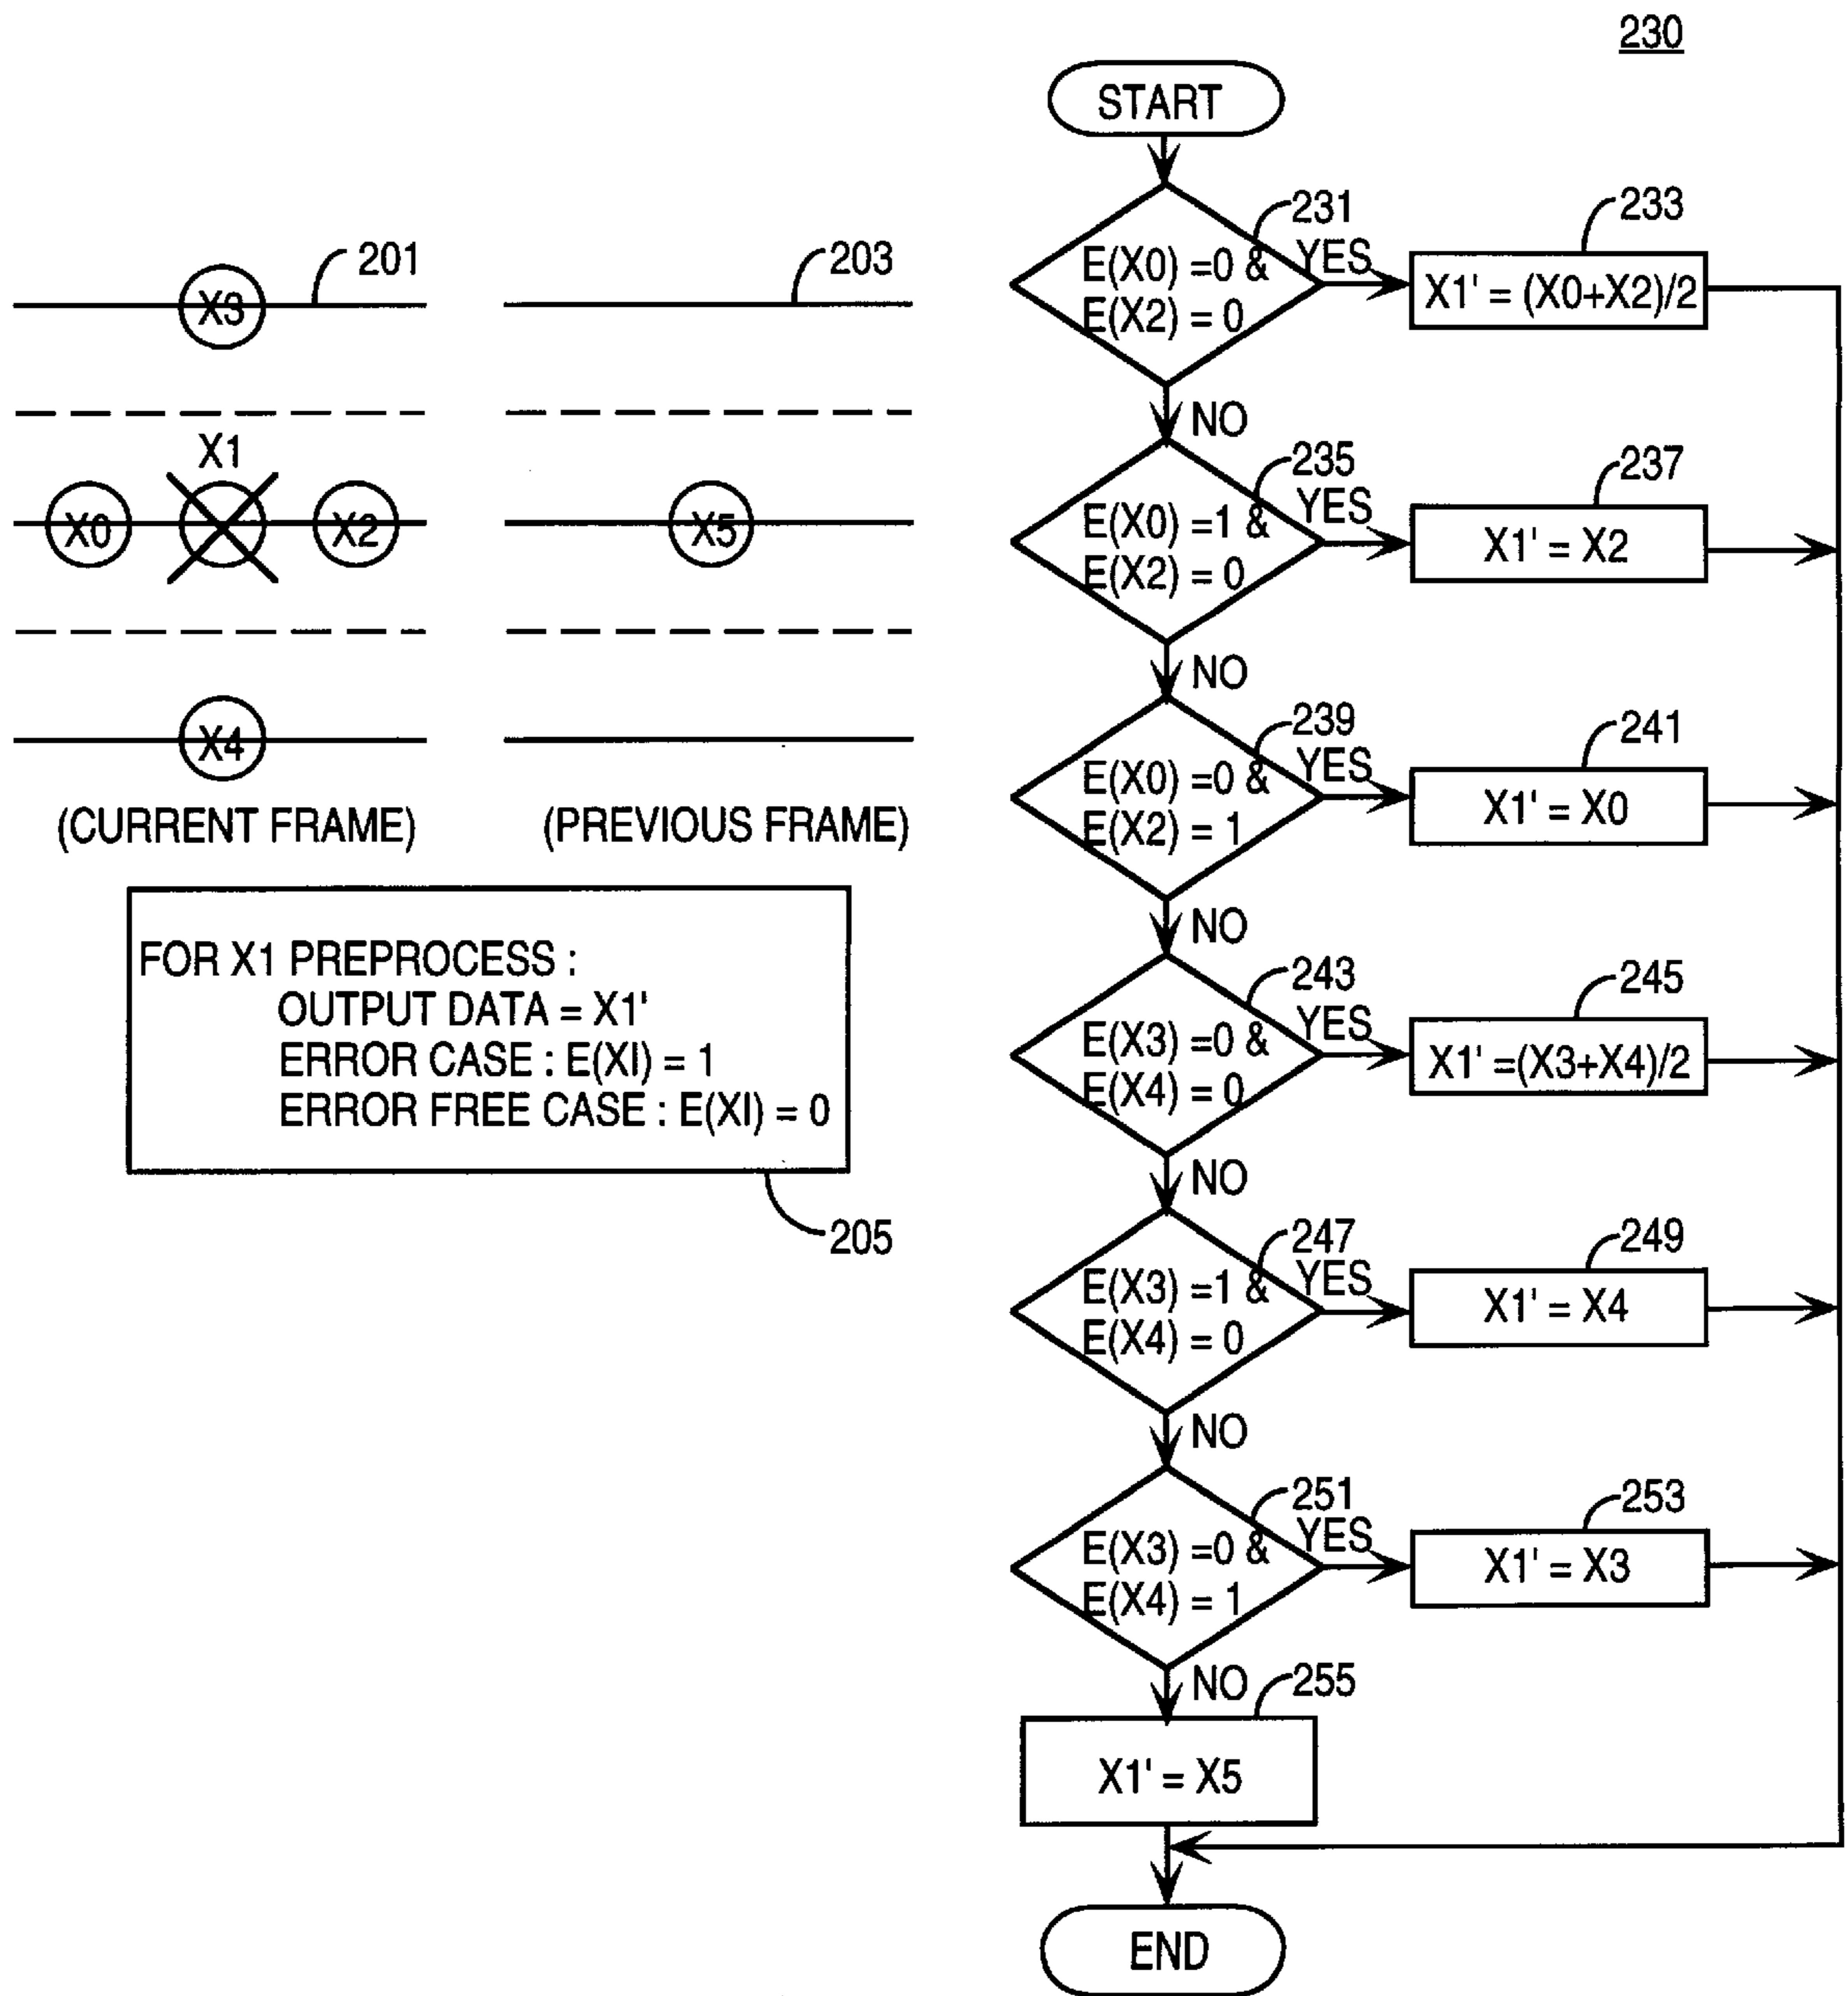 230
START
231
E(X0) =0 &
E(X2) = 0
YES
233
X1' = (X0+X2)/2
NO
235
E(X0) =1 &
E(X2) = 0
YES
237
X1' = X2
NO
239
E(X0) =0 &
E(X2) = 1
YES
241
X1' = X0
NO
243
E(X3) =0 &
E(X4) = 0
YES
245
X1' =(X3+X4)/2
NO
247
E(X3) =1 &
E(X4) = 0
YES
249
X1' = X4
NO
251
E(X3) =0 &
E(X4) = 1
YES
253
X1' = X3
NO
255
X1' = X5
END
X3
201
203
X1
X0
X2
X5
X4
(CURRENT FRAME)
(PREVIOUS FRAME)
FOR X1 PREPROCESS :
OUTPUT DATA = X1'
ERROR CASE : E(XI) = 1
ERROR FREE CASE : E(XI) = 0
205